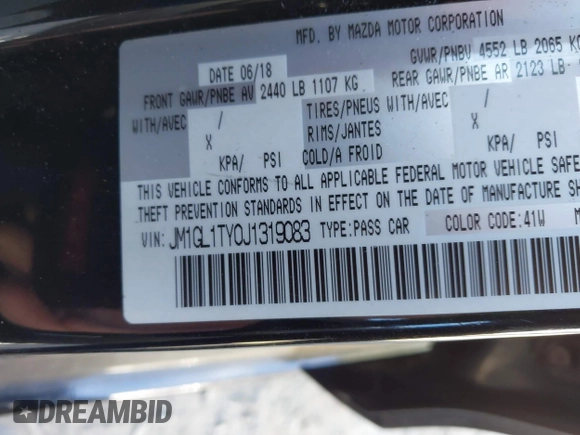 MFD. BY MAZDA MOTOR CORPORATION
DATE 06/18 GVWR/PNBV 4552 LB 2065 KG
FRONT GAWR/PNBE AV 2440 LB 1107 KG REAR GAWR/PNBE AR 2123 LB
WITH/AVEC / TIRES/PNEUS WITH/AVEC /
X RIMS/JANTES X
KPA/ PSI COLD/A FROID KPA/ PSI
THIS VEHICLE CONFORMS TO ALL APPLICABLE FEDERAL MOTOR VEHICLE SAFE
THEFT PREVENTION STANDARDS IN EFFECT ON THE DATE OF MANUFACTURE SH
VIN: JM1GL1TY0J1319083 TYPE:PASS CAR COLOR CODE:41W M
DREAMBID